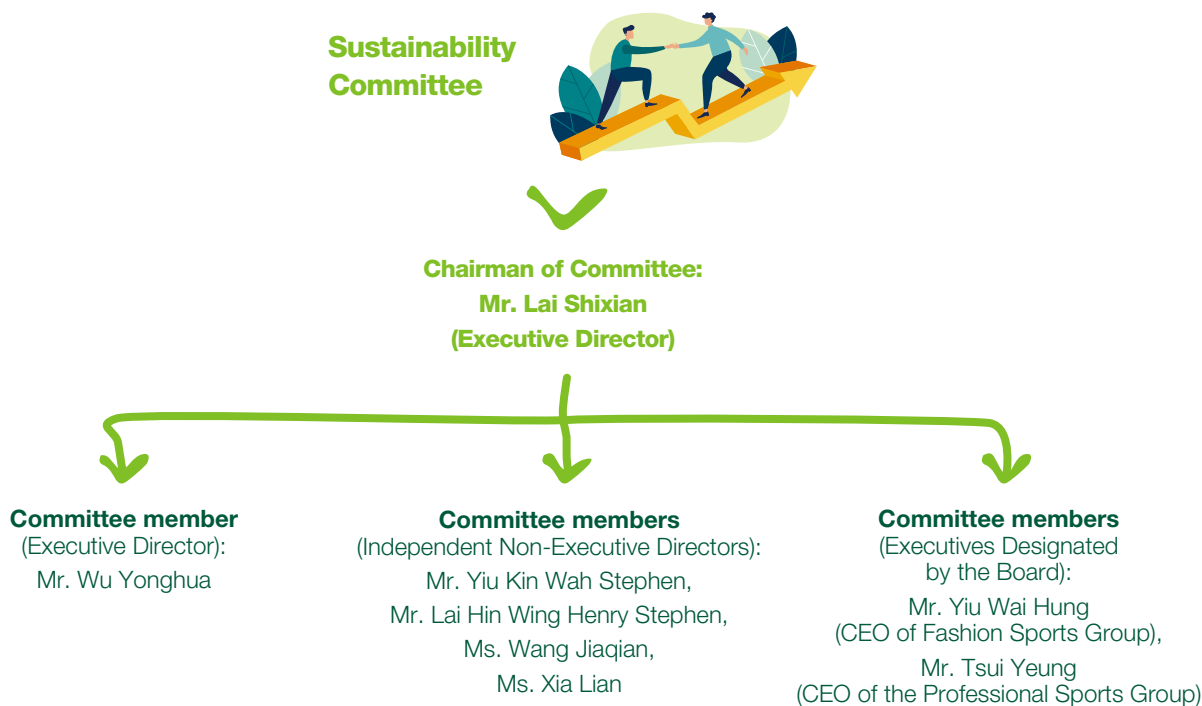 Sustainability
Committee
Chairman of Committee:
Mr. Lai Shixian
(Executive Director)
Committee member
(Executive Director):
Mr. Wu Yonghua
Committee members
(Independent Non-Executive Directors):
Mr. Yiu Kin Wah Stephen,
Mr. Lai Hin Wing Henry Stephen,
Ms. Wang Jiaqian,
Ms. Xia Lian
Committee members
(Executives Designated
by the Board):
Mr. Yiu Wai Hung
(CEO of Fashion Sports Group),
Mr. Tsui Yeung
(CEO of the Professional Sports Group)